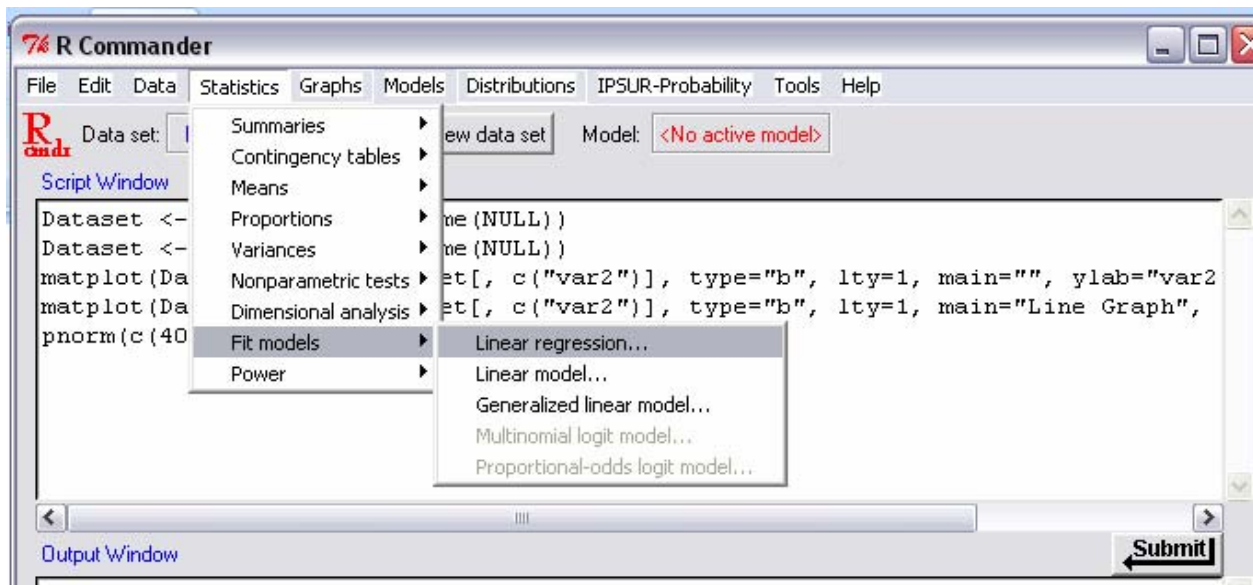 R Commander
File Edit Data Statistics Graphs Models Distributions IPSUR-Probability Tools Help
R cmdr Data set: ew data set Model: <No active model>
Script Window
Dataset <- me(NULL))
Dataset <- me(NULL))
matplot(Da et[, c("var2")], type="b", lty=1, main="", ylab="var2
matplot(Da et[, c("var2")], type="b", lty=1, main="Line Graph",
pnorm(c(40
Summaries
Contingency tables
Means
Proportions
Variances
Nonparametric tests
Dimensional analysis
Fit models
Power
Linear regression...
Linear model...
Generalized linear model...
Multinomial logit model...
Proportional-odds logit model...
Output Window
Submit